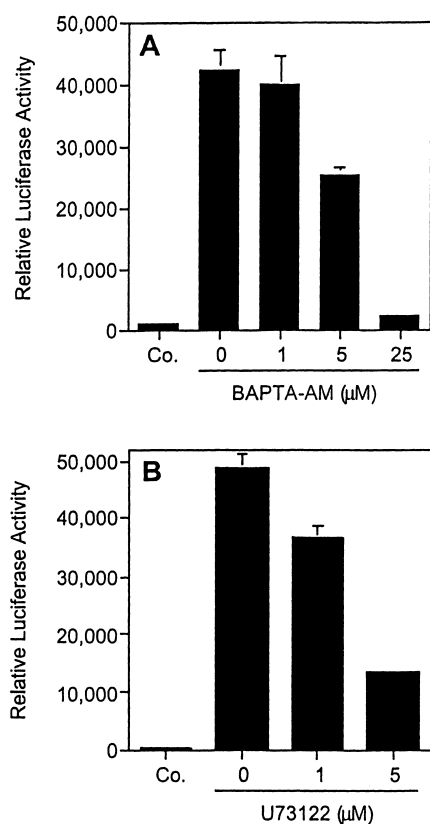 A
50,000
40,000
30,000
20,000
10,000
0
Relative Luciferase Activity
Co. 0 1 5 25
BAPTA-AM (μM)
B
50,000
40,000
30,000
20,000
10,000
0
Relative Luciferase Activity
Co. 0 1 5
U73122 (μM)